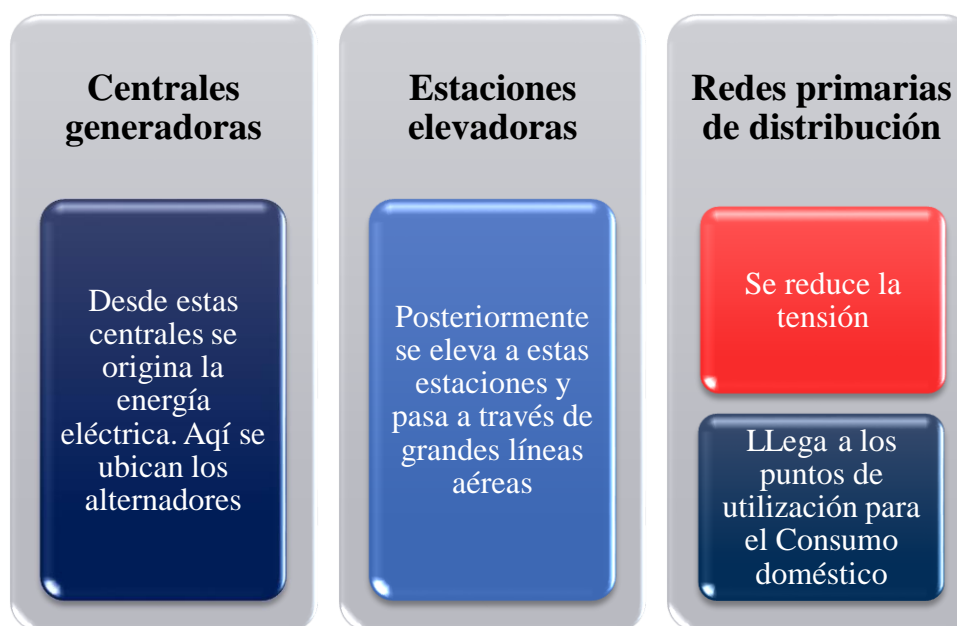 Centrales
generadoras
Desde estas
centrales se
origina la
energía
eléctrica. Aqí se
ubican los
alternadores
Estaciones
elevadoras
Posteriormente
se eleva a estas
estaciones y
pasa a través de
grandes líneas
aéreas
Redes primarias
de distribución
Se reduce la
tensión
LLega a los
puntos de
utilización para
el Consumo
doméstico